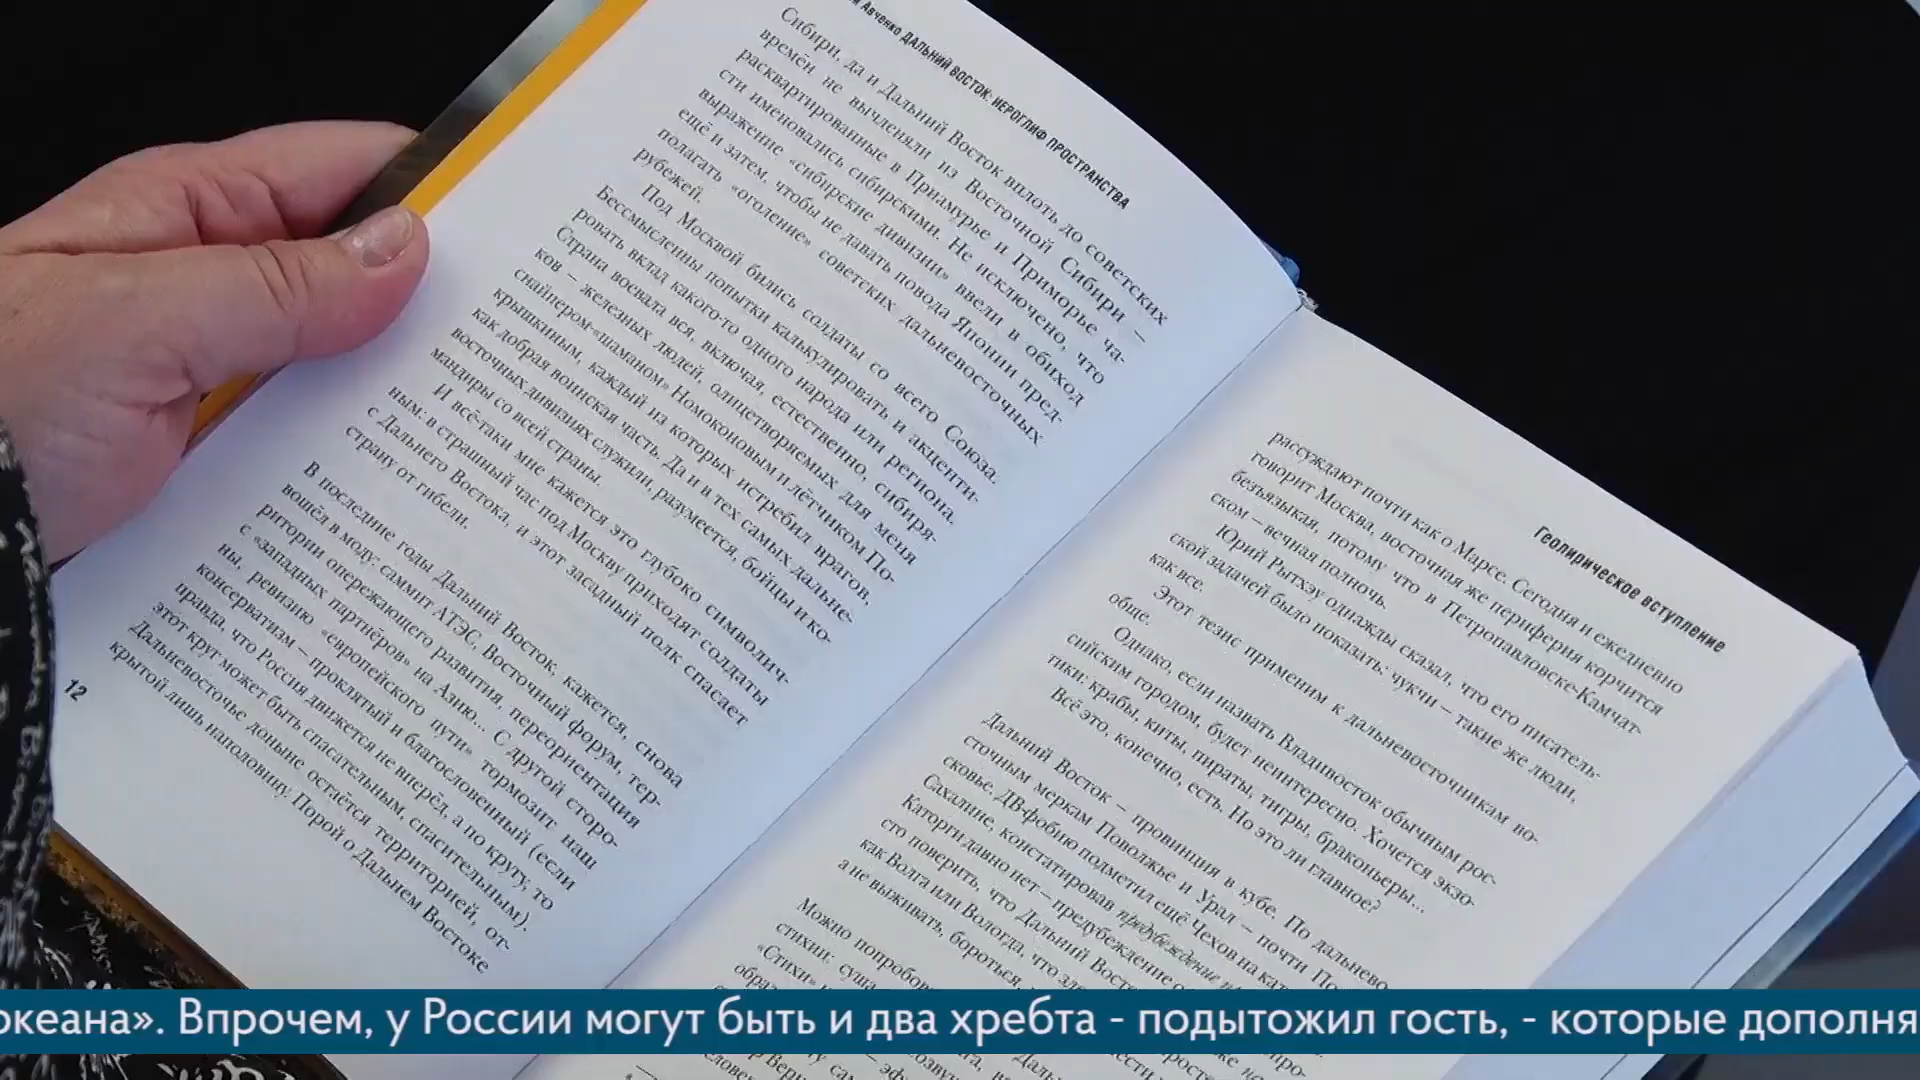 Авченко ДАЛЬНИЙ ВОСТОК: ИЕРОГЛИФ ПРОСТРАНСТВА
Сибири, да и Дальний Восток вплоть до советских
времён не вычленяли из Восточной Сибири –
расквартированные в Приамурье и Приморье ча-
сти именовались сибирскими. Не исключено, что
выражение «сибирские дивизии» ввели в обиход
ещё и затем, чтобы не давать повода Японии пред-
полагать «оголение» советских дальневосточных
рубежей.
Под Москвой бились солдаты со всего Союза.
Бессмысленны попытки калькулировать и акценти-
ровать вклад какого-то одного народа или региона.
Страна воевала вся, включая, естественно, сибиря-
ков – железных людей, олицетворяемых для меня
снайпером-«шаманом» Номоконовым и лётчиком По-
крышкиным, каждый из которых истребил врагов,
как добрая воинская часть. Да и в тех самых дальне-
восточных дивизиях служили, разумеется, бойцы и ко-
мандиры со всей страны.
И всё-таки мне кажется это глубоко символич-
ным: в страшный час под Москву приходят солдаты
с Дальнего Востока, и этот засадный полк спасает
страну от гибели.
В последние годы Дальний Восток, кажется, снова
вошёл в моду: саммит АТЭС, Восточный форум, тер-
ритории опережающего развития, переориентация
с «западных партнёров» на Азию... С другой сторо-
ны, ревизию «европейского пути» тормозит наш
консерватизм – проклятый и благословенный (если
правда, что Россия движется не вперёд, а по кругу, то
этот круг может быть спасательным, спасительным).
Дальневосточье доныне остаётся территорией, от-
крытой лишь наполовину. Порой о Дальнем Востоке
12
Геолирическое вступление
рассуждают почти как о Марсе. Сегодня и ежедневно
говорит Москва, восточная же периферия корчится
безъязыкая, потому что в Петропавловске-Камчат-
ском – вечная полночь.
Юрий Рытхэу однажды сказал, что его писатель-
ской задачей было показать: чукчи – такие же люди,
как все.
Этот тезис применим к дальневосточникам во-
обще.
Однако, если назвать Владивосток обычным рос-
сийским городом, будет неинтересно. Хочется экзо-
тики: крабы, киты, пираты, тигры, браконьеры...
Всё это, конечно, есть. Но это ли главное?
Дальний Восток – провинция в кубе. По дальнево-
сточным меркам Поволжье и Урал – почти По
сковье. ДВ-фобию подметил ещё Чехов на ка
Сахалине, констатировав предубеждение
Каторги давно нет – предубеждение о
сто поверить, что Дальний Вост
как Волга или Вологда, что
а не выживать, бороться,
Можно попробо
стихии: суша
«Стихи»
обра
океана». Впрочем, у России могут быть и два хребта - подытожил гость, - которые дополня